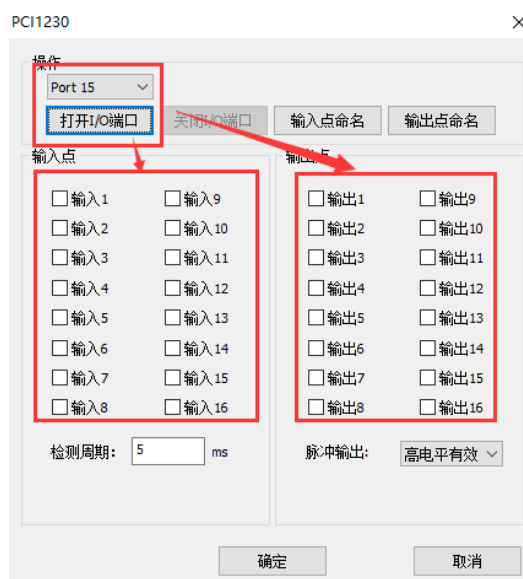 PCI1230
操作
Port 15
打开I/O端口 关闭I/O端口 输入点命名 输出点命名
输入点 输出点
输入1 输入9 输出1 输出9
输入2 输入10 输出2 输出10
输入3 输入11 输出3 输出11
输入4 输入12 输出4 输出12
输入5 输入13 输出5 输出13
输入6 输入14 输出6 输出14
输入7 输入15 输出7 输出15
输入8 输入16 输出8 输出16
检测周期: 5 ms 脉冲输出: 高电平有效
确定 取消